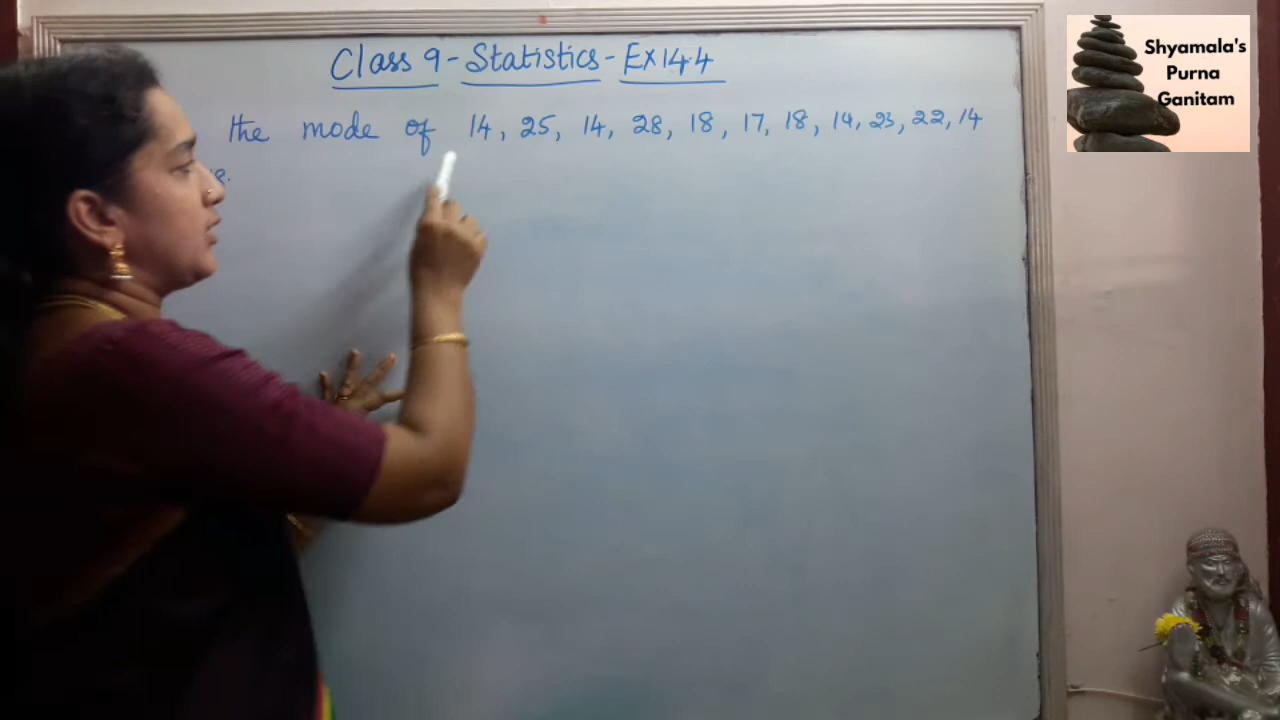 Class 9 - Statistics - Ex 14.4
the mode of 14, 25, 14, 28, 18, 17, 18, 14, 23, 22, 14
Shyamala's
Purna
Ganitam